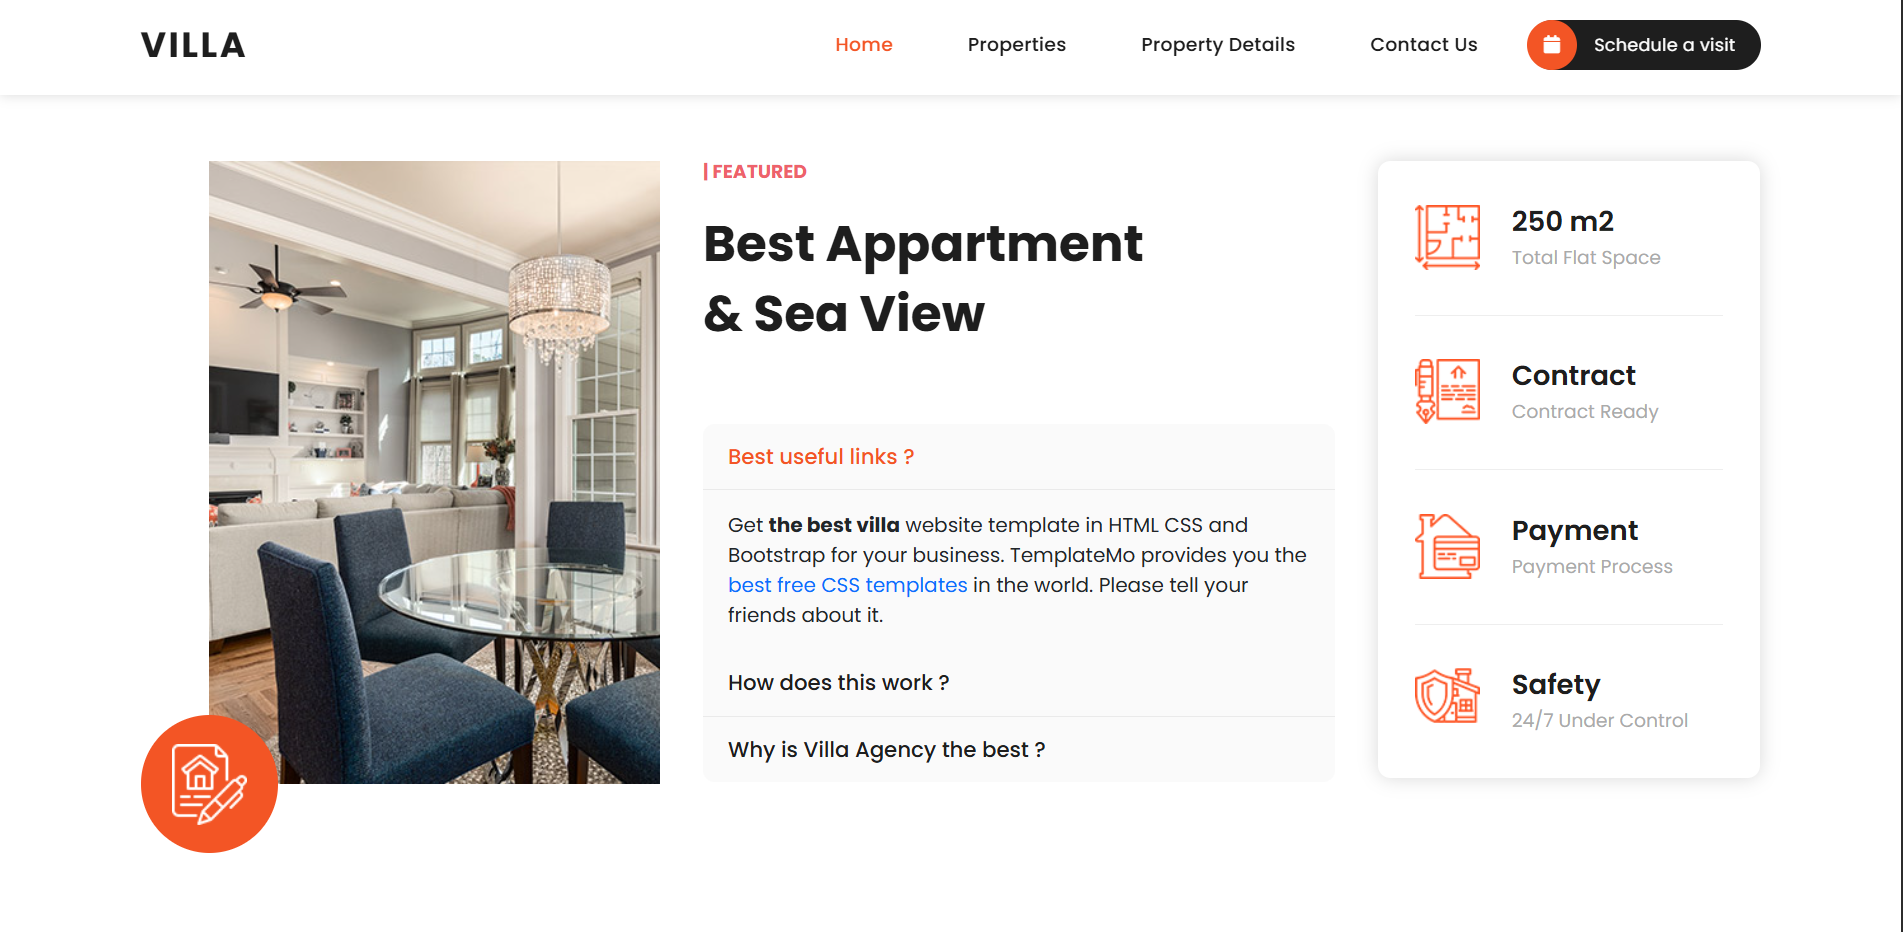 VILLA
Home
Properties
Property Details
Contact Us
Schedule a visit
| FEATURED
Best Appartment
& Sea View
Best useful links ?
Get the best villa website template in HTML CSS and
Bootstrap for your business. TemplateMo provides you the
best free CSS templates in the world. Please tell your
friends about it.
How does this work ?
Why is Villa Agency the best ?
250 m2
Total Flat Space
Contract
Contract Ready
Payment
Payment Process
Safety
24/7 Under Control